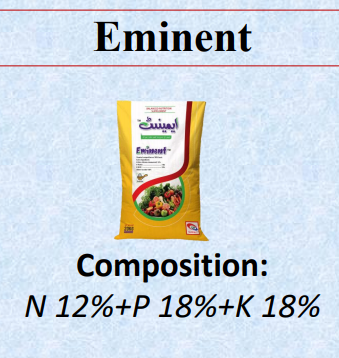 Eminent
ایمینٹ
Eminent
Composition:
N 12%+P 18%+K 18%